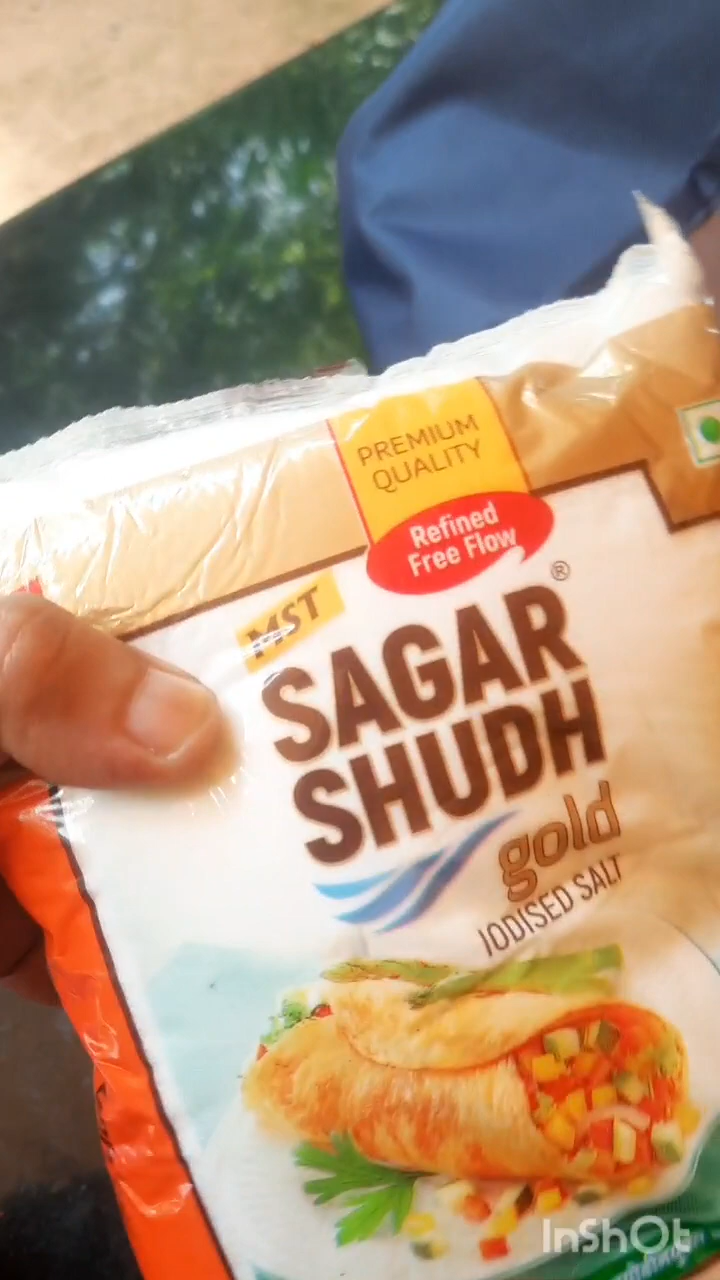 PREMIUM
QUALITY
Refined
Free Flow
MST
SAGAR®
SHUDH
gold
IODISED SALT
InShOt